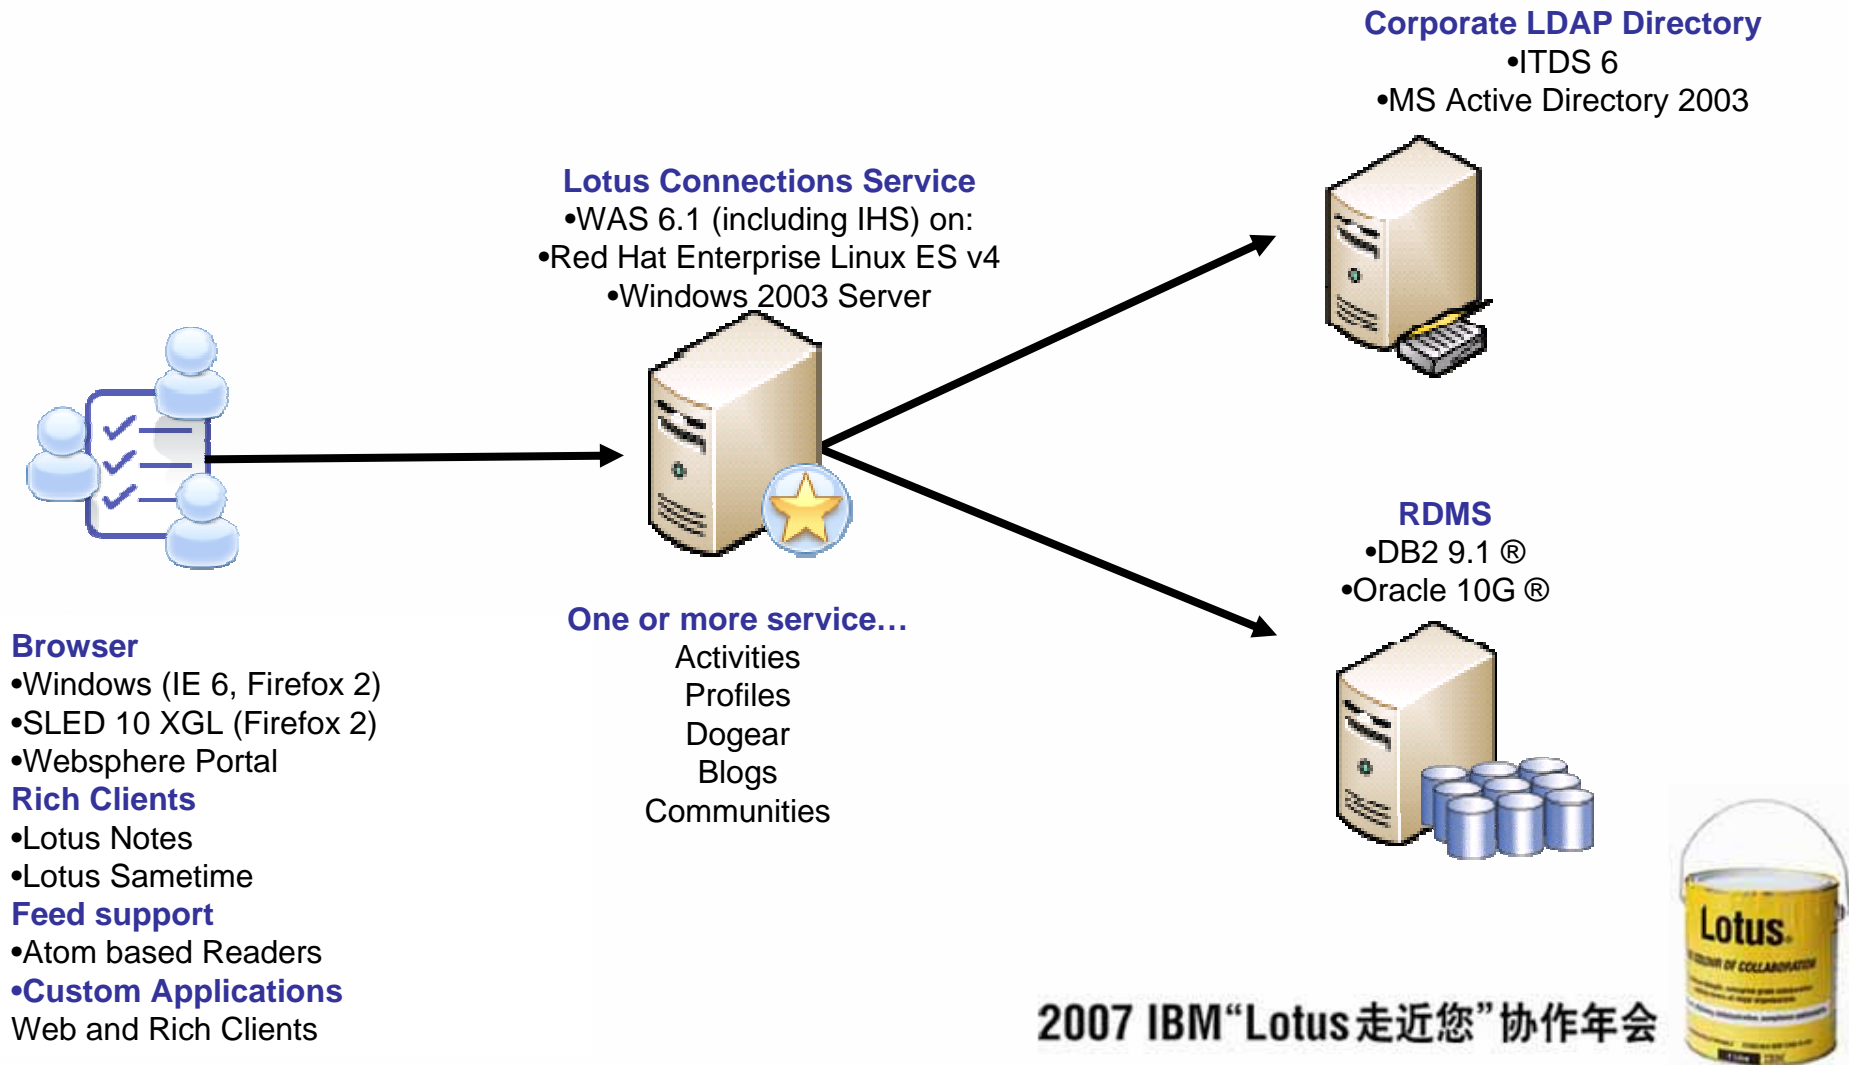 Corporate LDAP Directory
•ITDS 6
•MS Active Directory 2003
Lotus Connections Service
•WAS 6.1 (including IHS) on:
•Red Hat Enterprise Linux ES v4
•Windows 2003 Server
RDMS
•DB2 9.1 ®
•Oracle 10G ®
One or more service…
Activities
Profiles
Dogear
Blogs
Communities
Browser
•Windows (IE 6, Firefox 2)
•SLED 10 XGL (Firefox 2)
•Websphere Portal
Rich Clients
•Lotus Notes
•Lotus Sametime
Feed support
•Atom based Readers
•Custom Applications
Web and Rich Clients
2007 IBM“Lotus走近您”协作年会
Lotus
COLOUR OF COLLABORATION